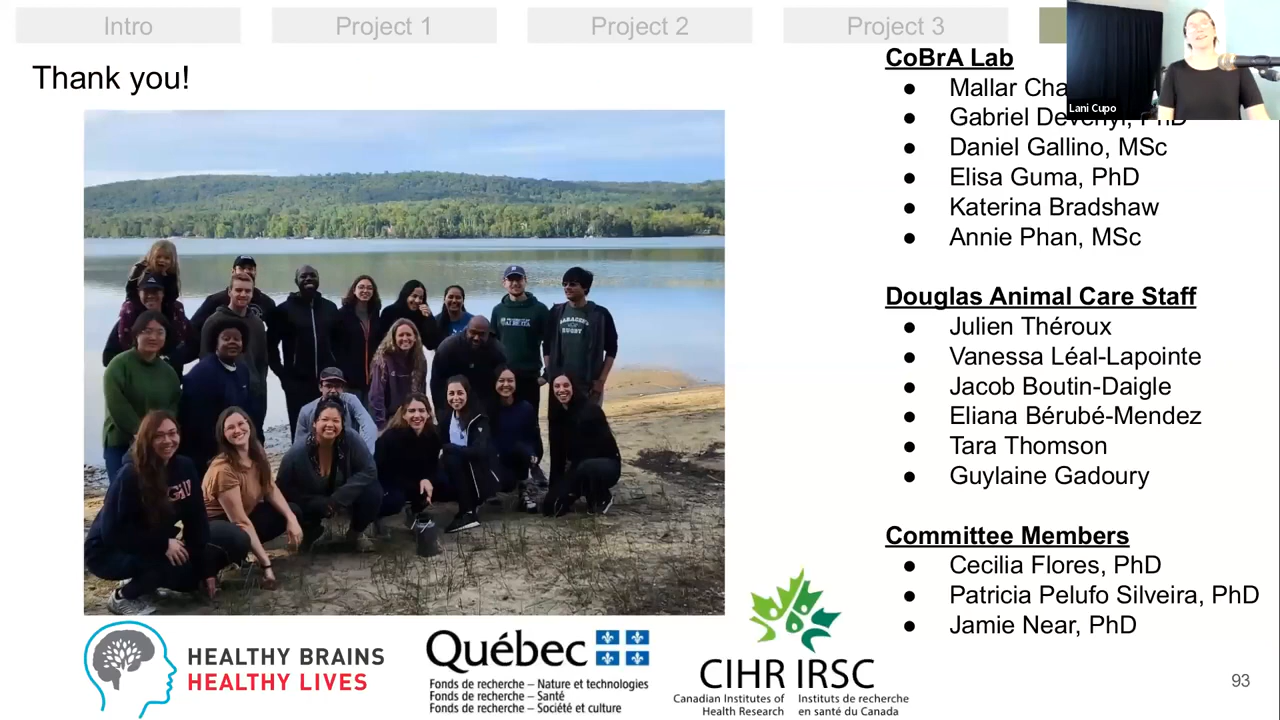 Intro
Project 1
Project 2
Project 3
Thank you!
CoBrA Lab
● Mallar
● Gabriel Devenyi, PhD
● Daniel Gallino, MSc
● Elisa Guma, PhD
● Katerina Bradshaw
● Annie Phan, MSc
Douglas Animal Care Staff
● Julien Théroux
● Vanessa Léal-Lapointe
● Jacob Boutin-Daigle
● Eliana Bérubé-Mendez
● Tara Thomson
● Guylaine Gadoury
Committee Members
● Cecilia Flores, PhD
● Patricia Pelufo Silveira, PhD
● Jamie Near, PhD
Lani Cupo
HEALTHY BRAINS
HEALTHY LIVES
Québec
Fonds de recherche – Nature et technologies
Fonds de recherche – Santé
Fonds de recherche – Société et culture
CIHR IRSC
Canadian Institutes of Health Research
Instituts de recherche en santé du Canada
93